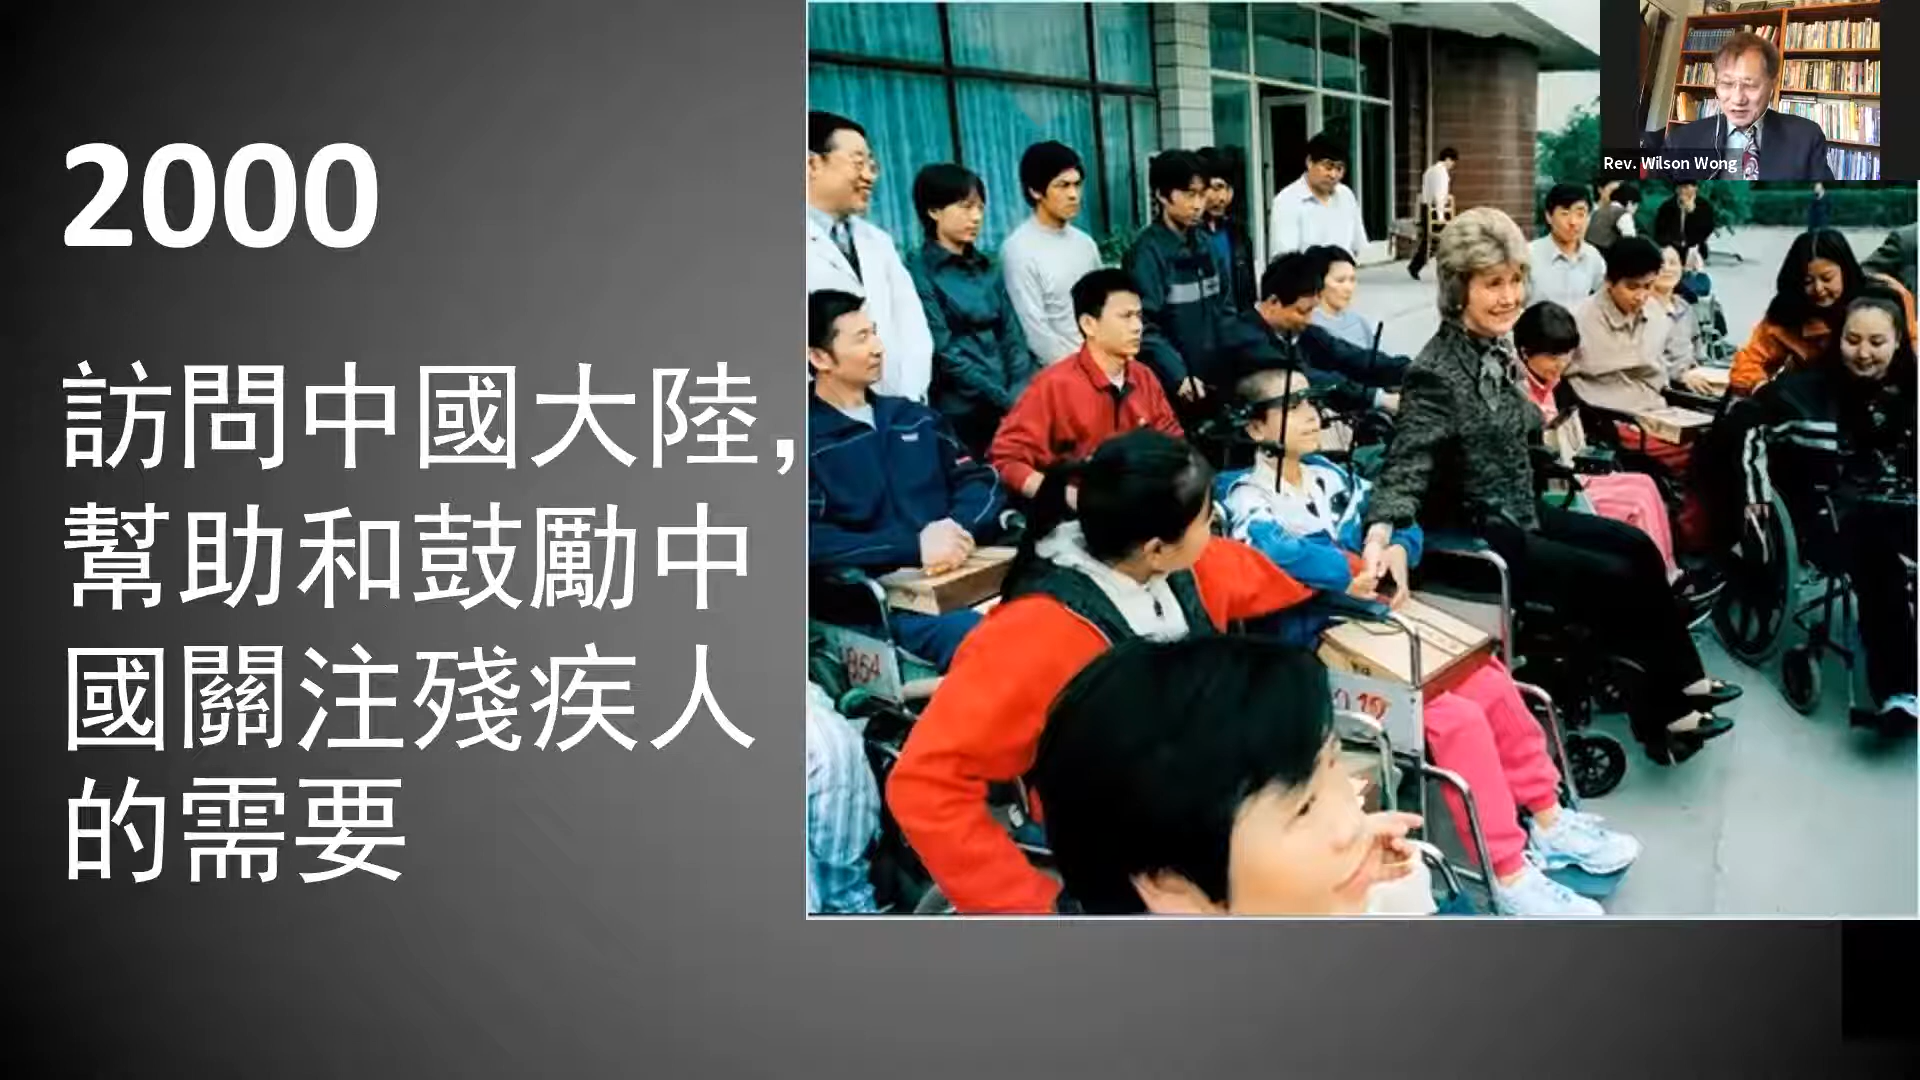 2000
訪問中國大陸,
幫助和鼓勵中
國關注殘疾人
的需要
Rev. Wilson Wong